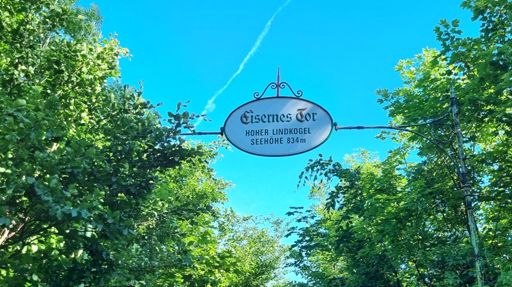 Eisernes Tor
HOHER LINDKOGEL
SEEHÖHE 834m